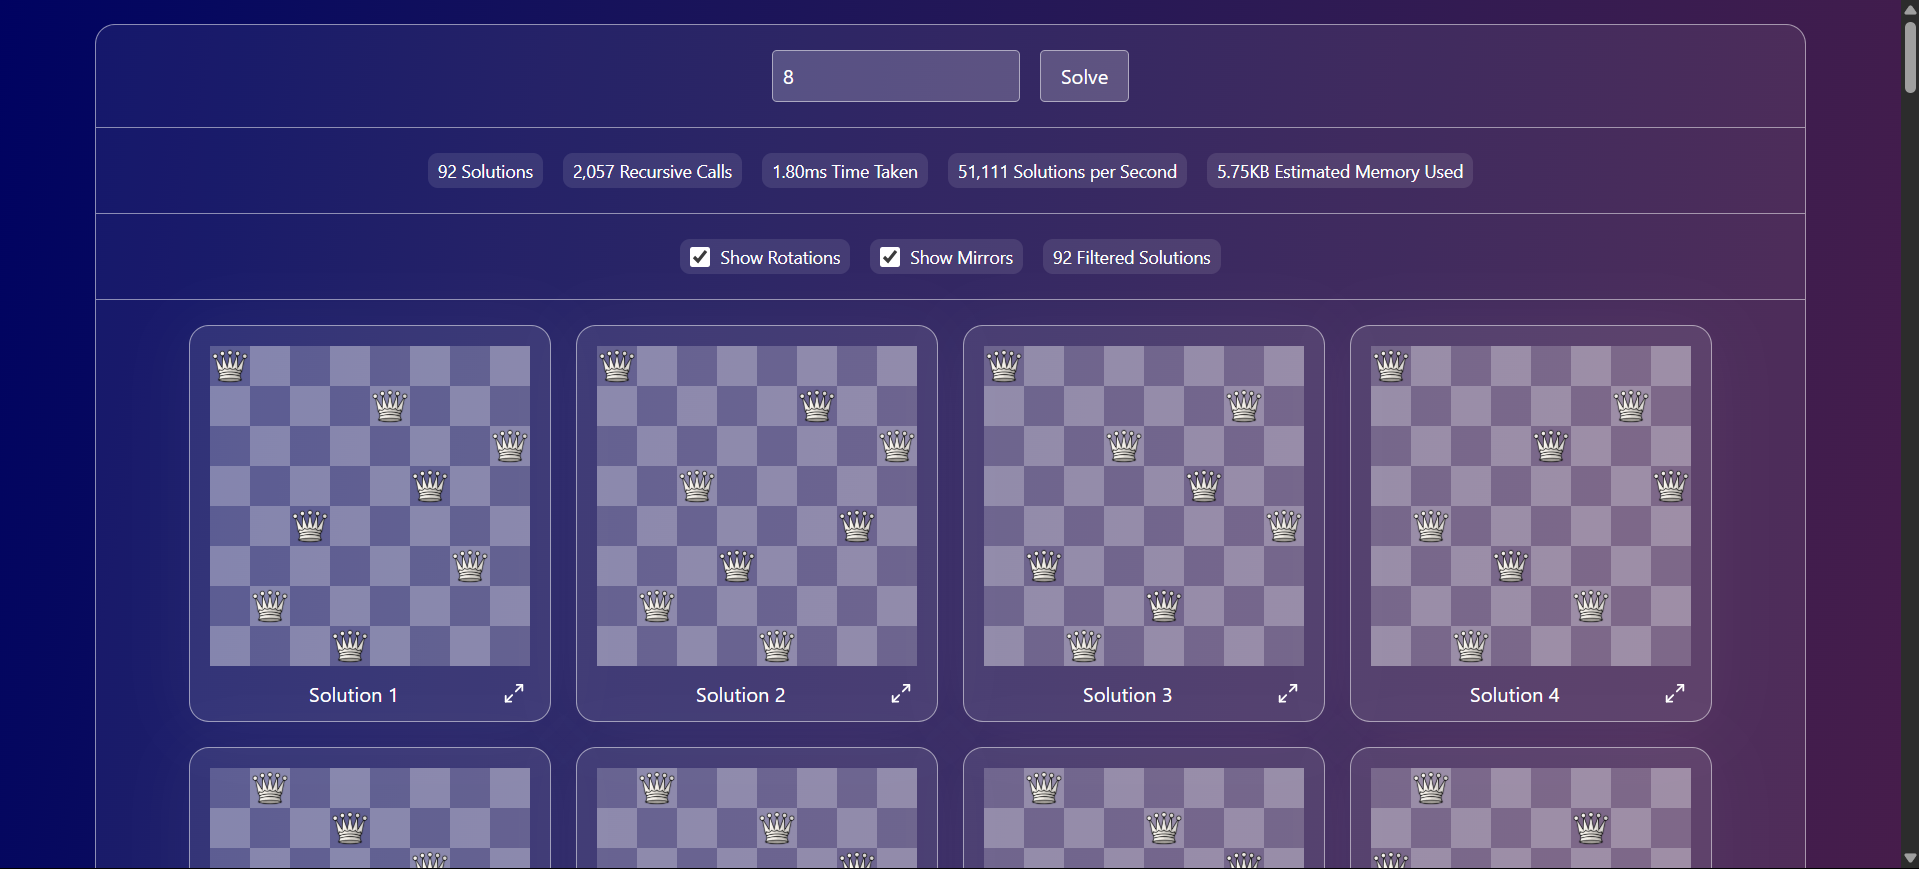 8 Solve
92 Solutions 2,057 Recursive Calls 1.80ms Time Taken 51,111 Solutions per Second 5.75KB Estimated Memory Used
Show Rotations Show Mirrors 92 Filtered Solutions
Solution 1 Solution 2 Solution 3 Solution 4